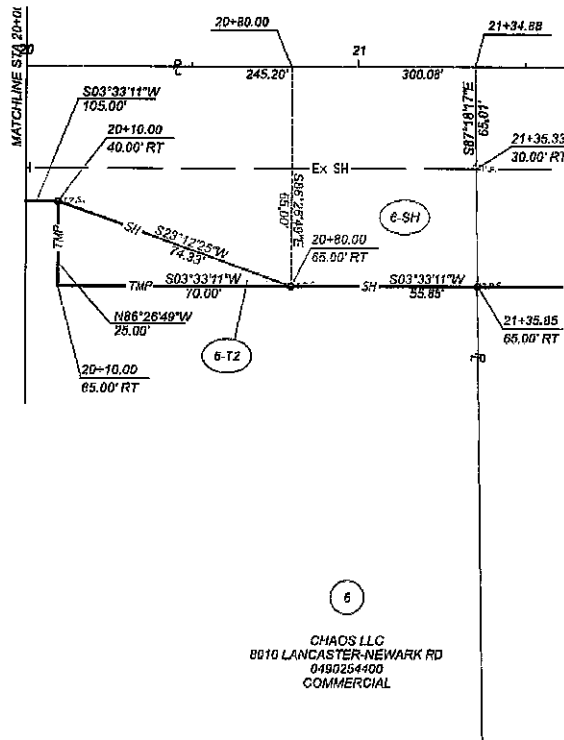 20+80.00
21+34.88
MATCHLINE STA 20+0
20
21
245.20'
300.08'
S03°33'11"W
105.00'
S87°18'17"E
65.01'
20+10.00
40.00' RT
21+35.33
30.00' RT
Ex SH
S86°26'49"E
65.00'
6-SH
TMP
SH
S23°12'25"W
74.33'
20+80.00
65.00' RT
S03°33'11"W
TMP
70.00'
SH
S03°33'11"W
55.85'
N86°26'49"W
25.00'
21+35.85
65.00' RT
6-T2
20+10.00
65.00' RT
6
CHAOS LLC
8010 LANCASTER-NEWARK RD
0490254400
COMMERCIAL